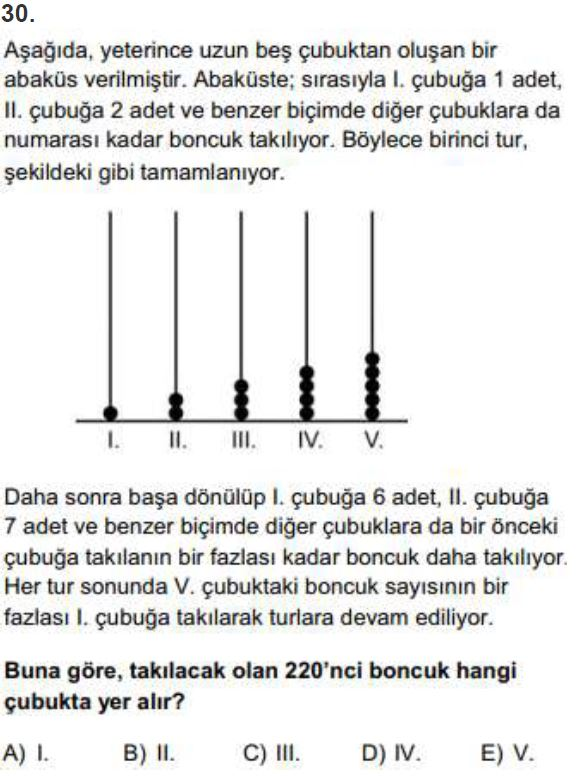 30.
Aşağıda, yeterince uzun beş çubuktan oluşan bir
abaküs verilmiştir. Abaküste; sırasıyla I. çubuğa 1 adet,
II. çubuğa 2 adet ve benzer biçimde diğer çubuklara da
numarası kadar boncuk takılıyor. Böylece birinci tur,
şekildeki gibi tamamlanıyor.
I. II. III. IV. V.
Daha sonra başa dönülüp I. çubuğa 6 adet, II. çubuğa
7 adet ve benzer biçimde diğer çubuklara da bir önceki
çubuğa takılanın bir fazlası kadar boncuk daha takılıyor.
Her tur sonunda V. çubuktaki boncuk sayısının bir
fazlası I. çubuğa takılarak turlara devam ediliyor.
Buna göre, takılacak olan 220'nci boncuk hangi
çubukta yer alır?
A) I. B) II. C) III. D) IV. E) V.